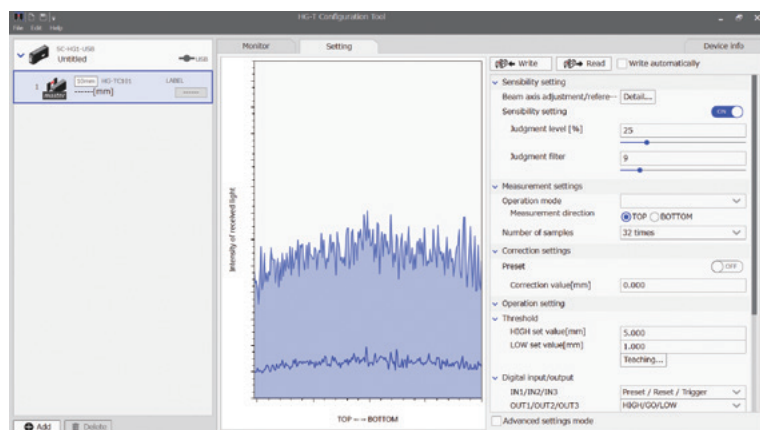 HG-T Configuration Tool
File Edit Help
SC-HG1-USB
Untitled
USB
1
10mm HG-TC101
LABEL
master
------[mm]
Add
Delete
Monitor
Setting
Device info
Write
Read
Write automatically
Intensity of received light
TOP ←→ BOTTOM
Sensibility setting
Beam axis adjustment/refere⋯ Detail...
Sensibility setting ON
Judgment level [%] 25
Judgment filter 9
Measurement settings
Operation mode
Measurement direction TOP BOTTOM
Number of samples 32 times
Correction settings
Preset OFF
Correction value[mm] 0.000
Operation setting
Threshold
HIGH set value[mm] 5.000
LOW set value[mm] 1.000
Teaching...
Digital input/output
IN1/IN2/IN3 Preset / Reset / Trigger
OUT1/OUT2/OUT3 HIGH/GO/LOW
Advanced settings mode